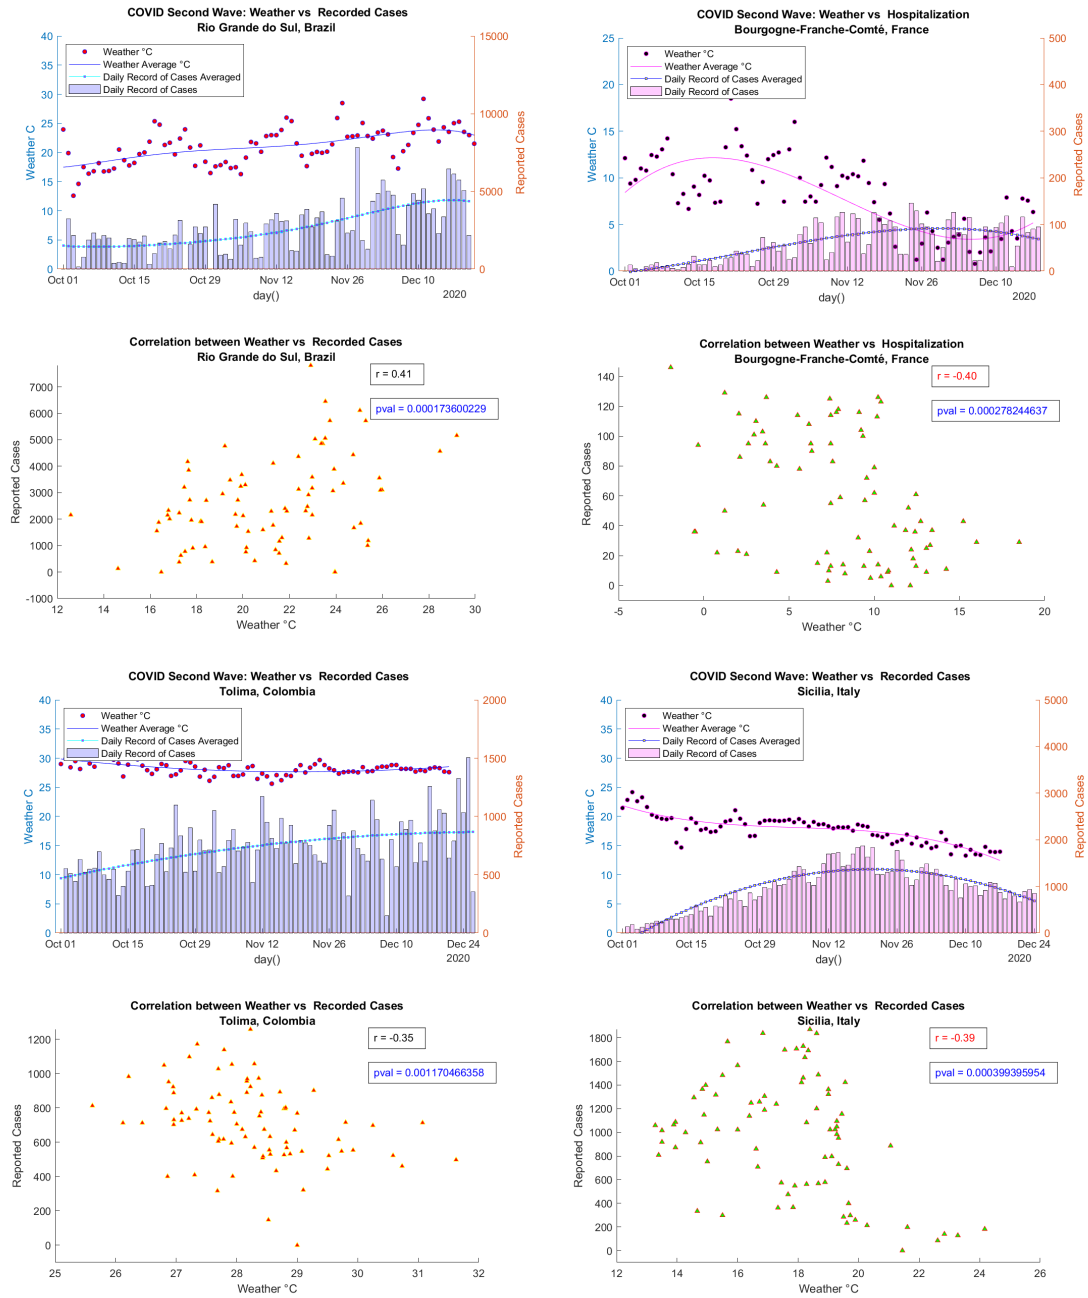 COVID Second Wave: Weather vs Recorded Cases
Rio Grande do Sul, Brazil
40
35
30
25
20
15
10
5
0
Weather C
15000
10000
5000
0
Reported Cases
Weather °C
Weather Average °C
Daily Record of Cases Averaged
Daily Record of Cases
Oct 01
Oct 15
Oct 29
Nov 12
Nov 26
Dec 10
day()
2020
COVID Second Wave: Weather vs Hospitalization
Bourgogne-Franche-Comté, France
25
20
15
10
5
0
Weather C
500
400
300
200
100
0
Reported Cases
Weather °C
Weather Average °C
Daily Record of Cases Averaged
Daily Record of Cases
Oct 01
Oct 15
Oct 29
Nov 12
Nov 26
Dec 10
day()
2020
Correlation between Weather vs Recorded Cases
Rio Grande do Sul, Brazil
r = 0.41
pval = 0.000173600229
7000
6000
5000
4000
3000
2000
1000
0
-1000
Reported Cases
12
14
16
18
20
22
24
26
28
30
Weather °C
Correlation between Weather vs Hospitalization
Bourgogne-Franche-Comté, France
r = -0.40
pval = 0.000278244637
140
120
100
80
60
40
20
0
Reported Cases
-5
0
5
10
15
20
Weather °C
COVID Second Wave: Weather vs Recorded Cases
Tolima, Colombia
40
35
30
25
20
15
10
5
0
Weather C
2000
1500
1000
500
0
Reported Cases
Weather °C
Weather Average °C
Daily Record of Cases Averaged
Daily Record of Cases
Oct 01
Oct 15
Oct 29
Nov 12
Nov 26
Dec 10
Dec 24
day()
2020
COVID Second Wave: Weather vs Recorded Cases
Sicilia, Italy
40
35
30
25
20
15
10
5
0
Weather C
5000
4000
3000
2000
1000
0
Reported Cases
Weather °C
Weather Average °C
Daily Record of Cases Averaged
Daily Record of Cases
Oct 01
Oct 15
Oct 29
Nov 12
Nov 26
Dec 10
Dec 24
day()
2020
Correlation between Weather vs Recorded Cases
Tolima, Colombia
r = -0.35
pval = 0.001170466358
1200
1000
800
600
400
200
0
Reported Cases
25
26
27
28
29
30
31
32
Weather °C
Correlation between Weather vs Recorded Cases
Sicilia, Italy
r = -0.39
pval = 0.000399395954
1800
1600
1400
1200
1000
800
600
400
200
0
Reported Cases
12
14
16
18
20
22
24
26
Weather °C